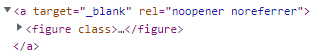 ▼<a target="_blank" rel="noopener noreferrer">
▶<figure class>…</figure>
</a>